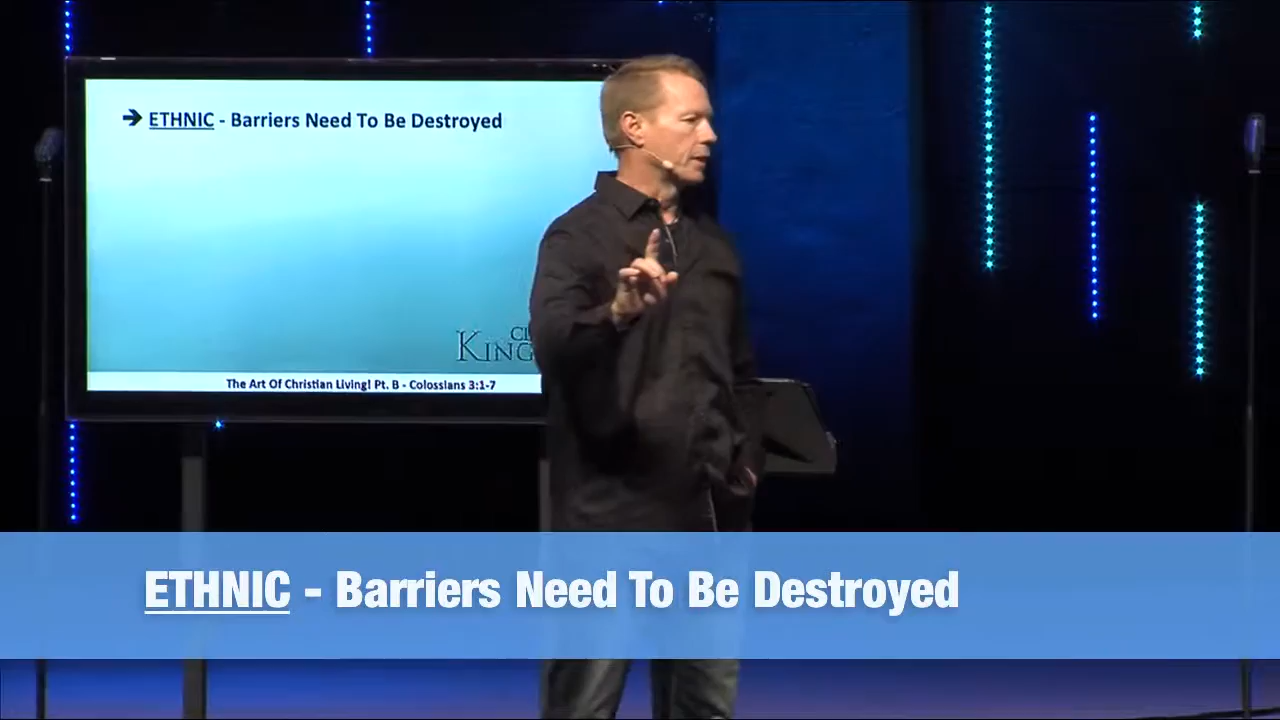 ➔ ETHNIC - Barriers Need To Be Destroyed
The Art Of Christian Living! Pt. B - Colossians 3:1-7
ETHNIC - Barriers Need To Be Destroyed